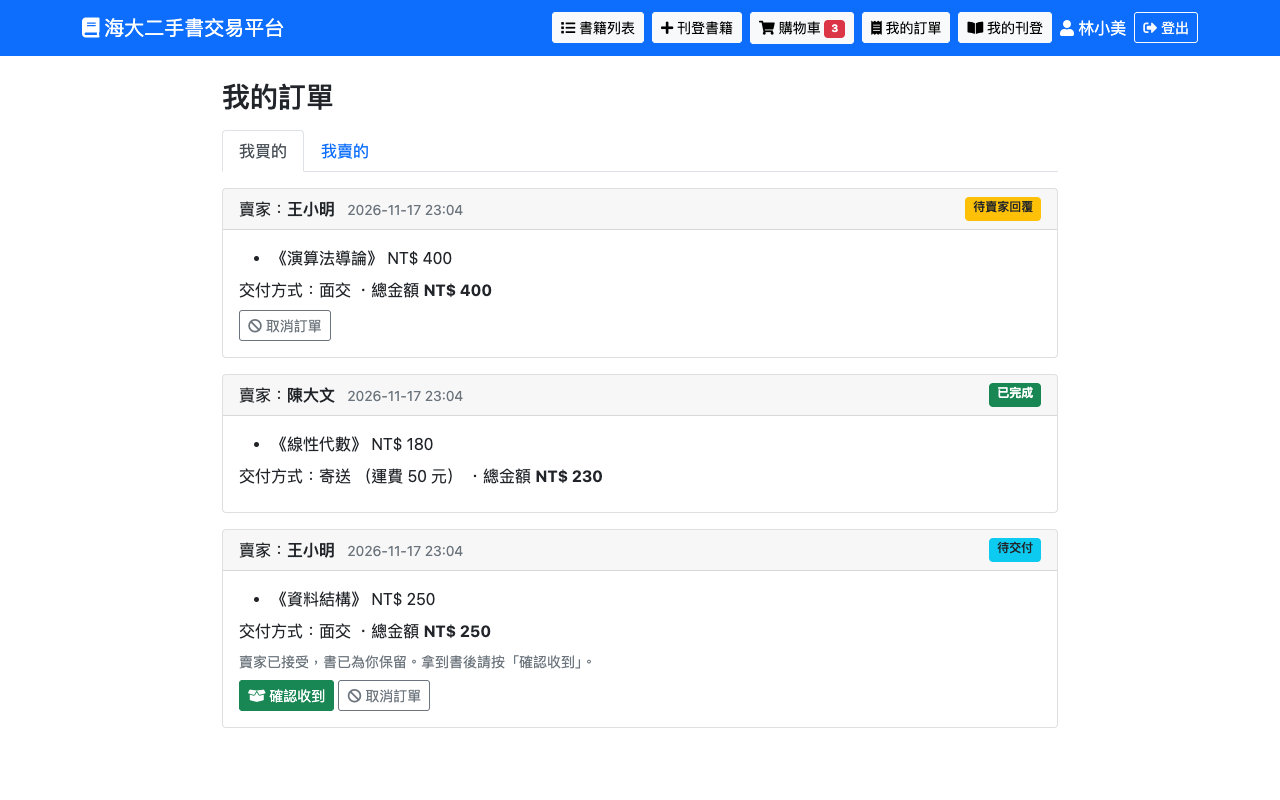 海大二手書交易平台
書籍列表 刊登書籍 購物車 3 我的訂單 我的刊登 林小美 登出
我的訂單
我買的 我賣的
賣家：王小明 2026-11-17 23:04 待賣家回覆
• 《演算法導論》 NT$ 400
交付方式：面交 ・總金額 NT$ 400
取消訂單
賣家：陳大文 2026-11-17 23:04 已完成
• 《線性代數》 NT$ 180
交付方式：寄送 （運費 50 元） ・總金額 NT$ 230
賣家：王小明 2026-11-17 23:04 待交付
• 《資料結構》 NT$ 250
交付方式：面交 ・總金額 NT$ 250
賣家已接受，書已為你保留。拿到書後請按「確認收到」。
確認收到 取消訂單